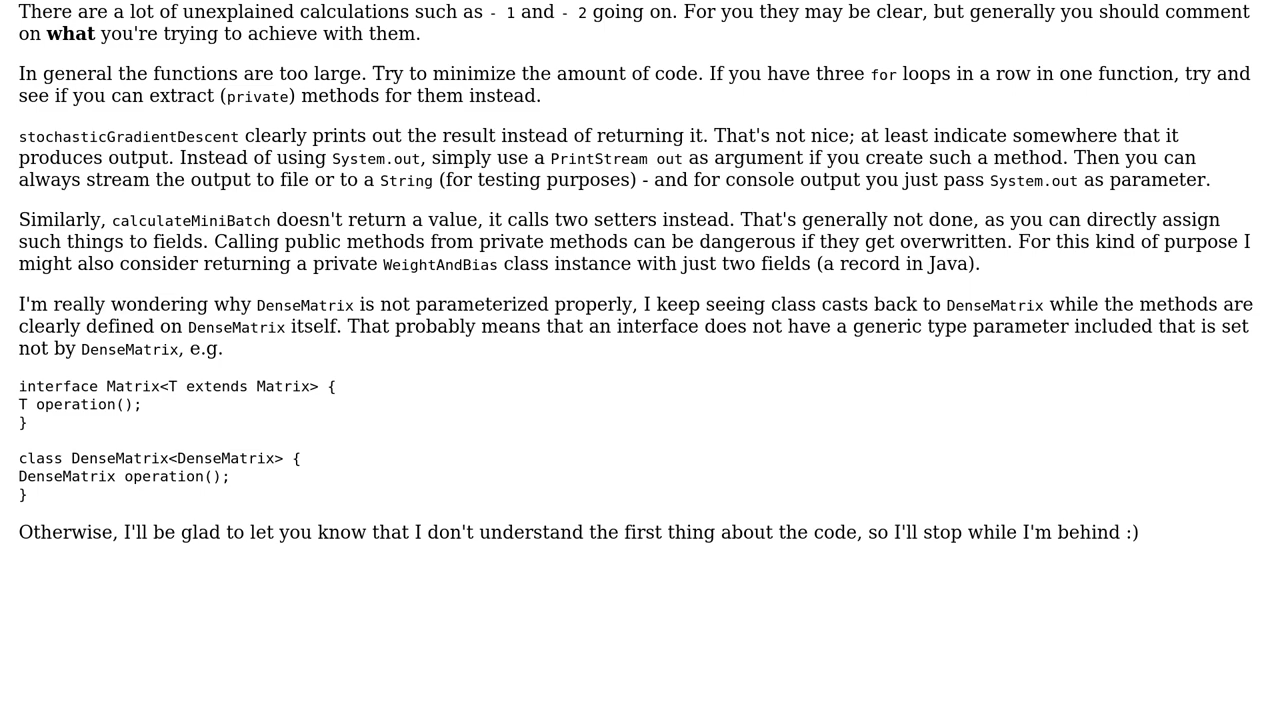 There are a lot of unexplained calculations such as - 1 and - 2 going on. For you they may be clear, but generally you should comment
on what you're trying to achieve with them.
In general the functions are too large. Try to minimize the amount of code. If you have three for loops in a row in one function, try and
see if you can extract (private) methods for them instead.
stochasticGradientDescent clearly prints out the result instead of returning it. That's not nice; at least indicate somewhere that it
produces output. Instead of using System.out, simply use a PrintStream out as argument if you create such a method. Then you can
always stream the output to file or to a String (for testing purposes) - and for console output you just pass System.out as parameter.
Similarly, calculateMiniBatch doesn't return a value, it calls two setters instead. That's generally not done, as you can directly assign
such things to fields. Calling public methods from private methods can be dangerous if they get overwritten. For this kind of purpose I
might also consider returning a private WeightAndBias class instance with just two fields (a record in Java).
I'm really wondering why DenseMatrix is not parameterized properly, I keep seeing class casts back to DenseMatrix while the methods are
clearly defined on DenseMatrix itself. That probably means that an interface does not have a generic type parameter included that is set
not by DenseMatrix, e.g.
interface Matrix<T extends Matrix> {
T operation();
}
class DenseMatrix<DenseMatrix> {
DenseMatrix operation();
}
Otherwise, I'll be glad to let you know that I don't understand the first thing about the code, so I'll stop while I'm behind :)